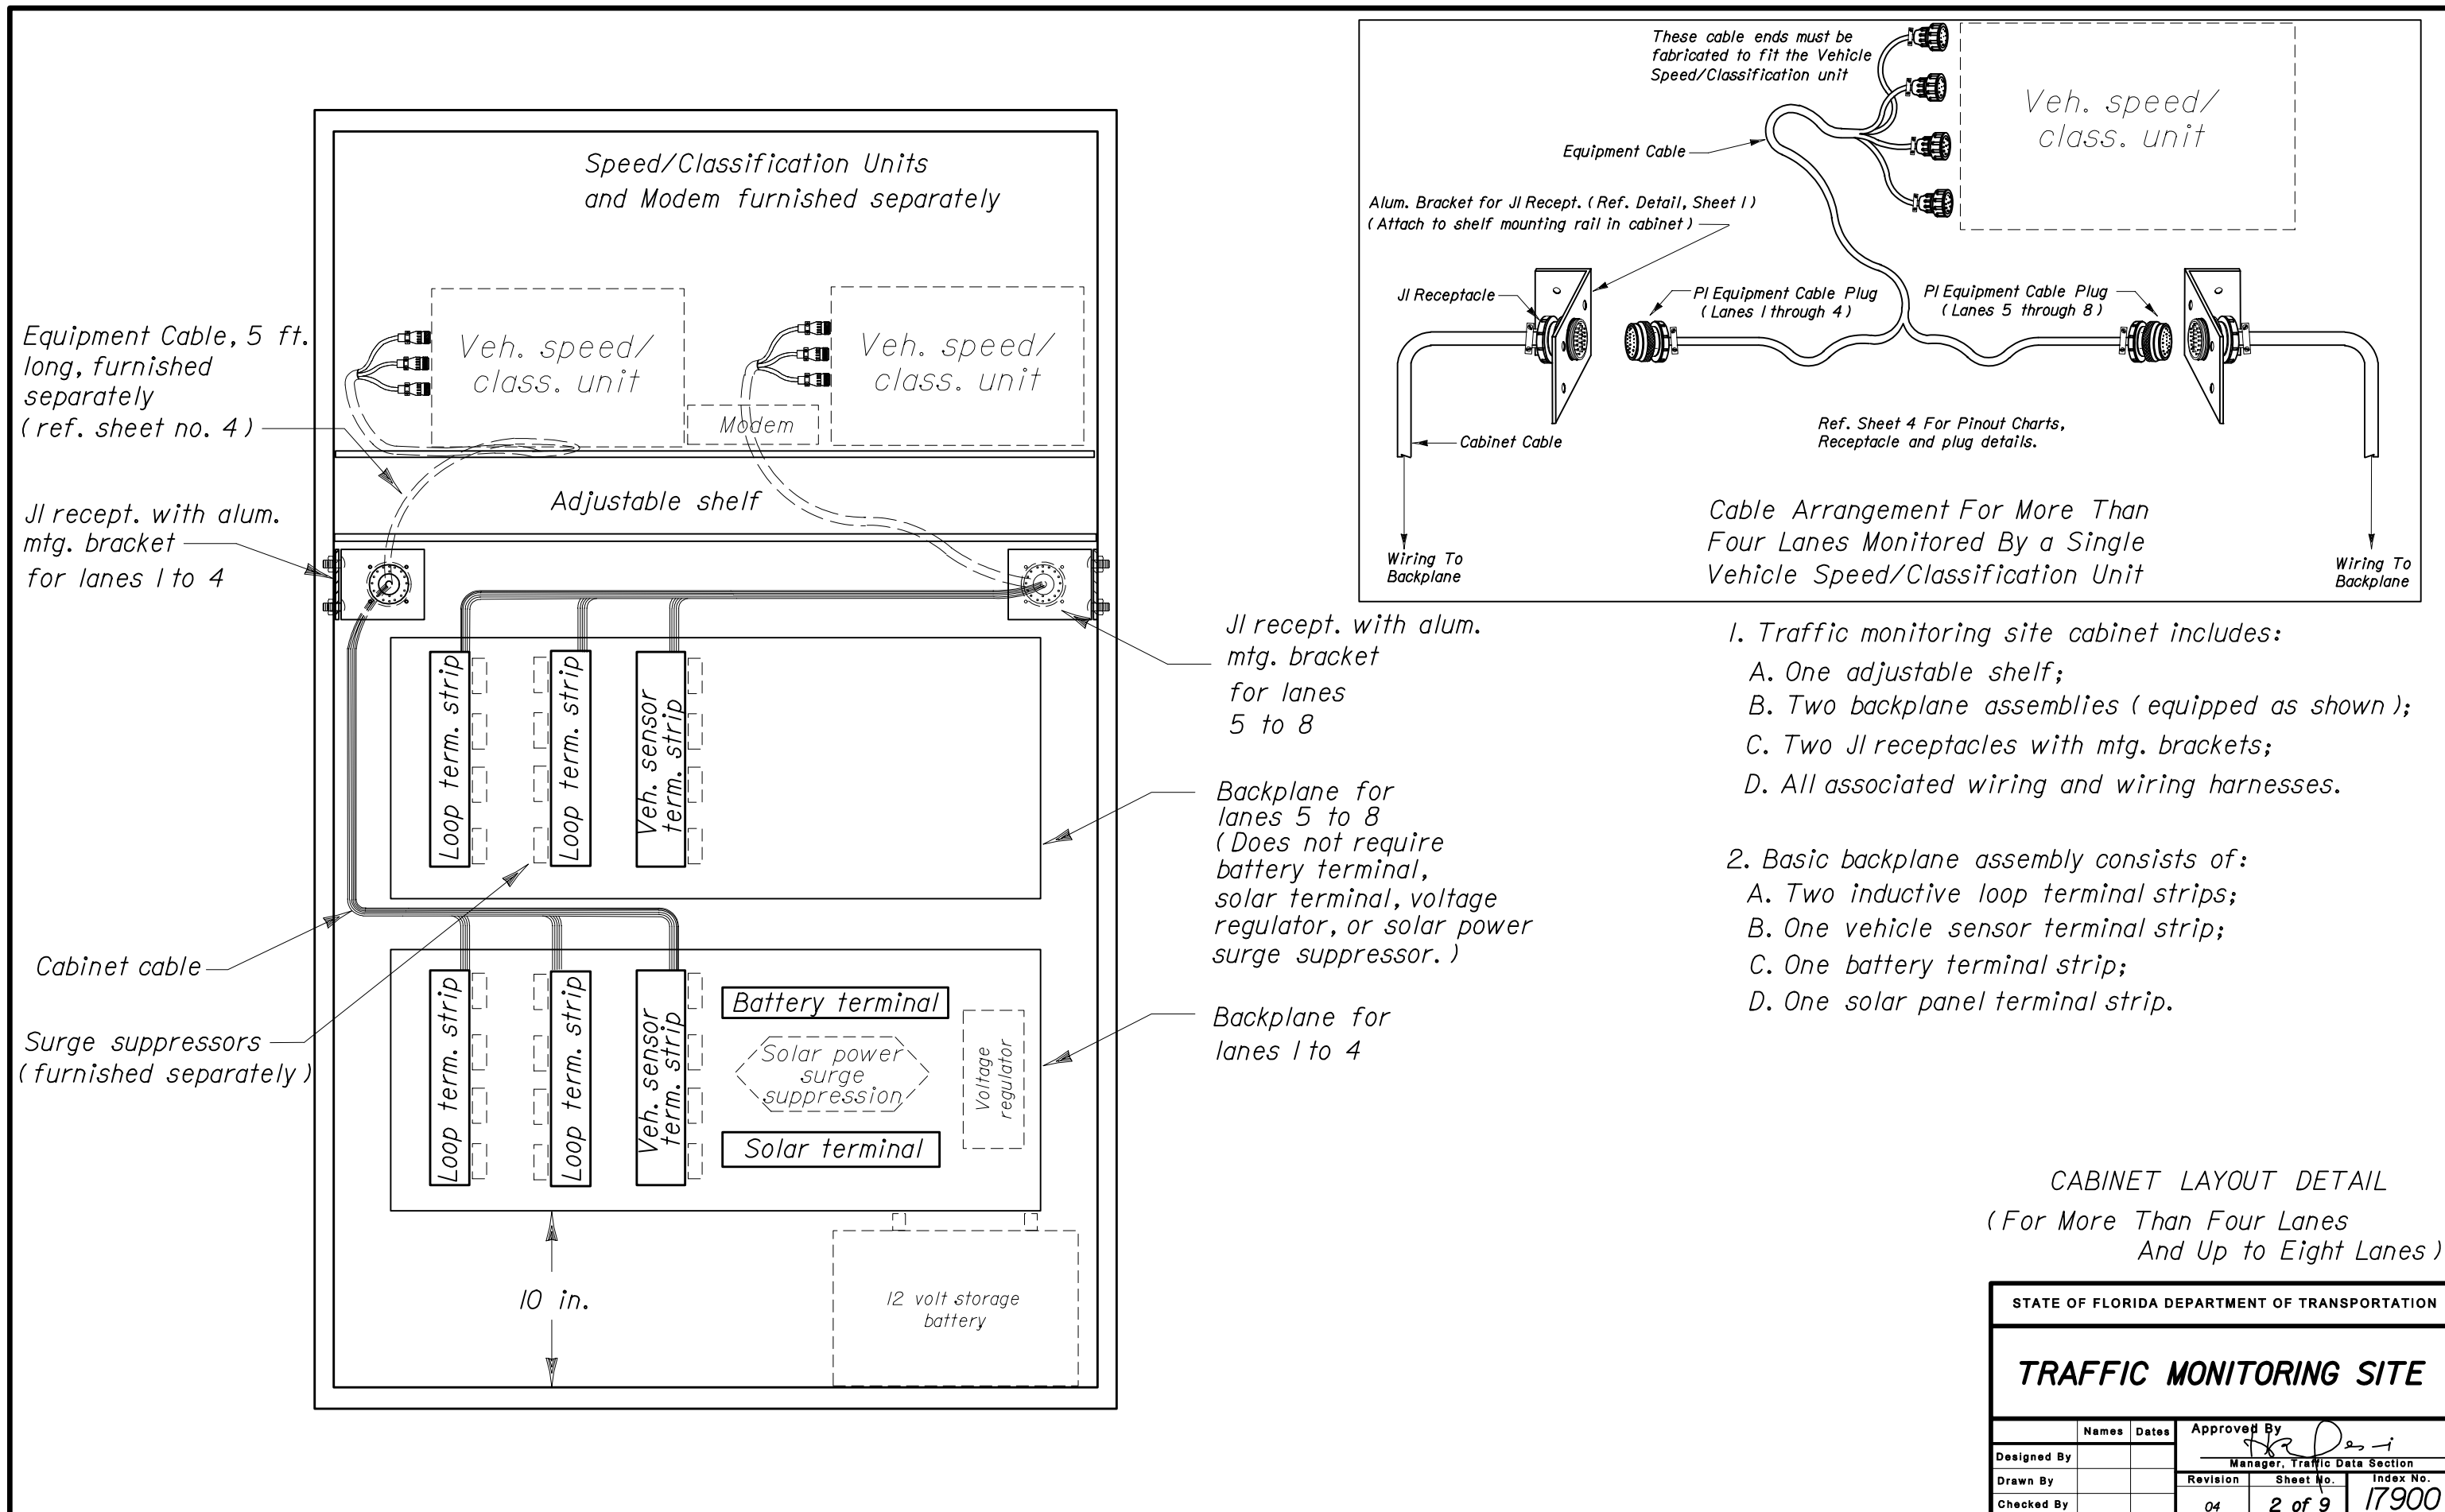 Speed/Classification Units
and Modem furnished separately
Equipment Cable, 5 ft.
long, furnished
separately
(ref. sheet no. 4)
Veh. speed/
class. unit
Modem
Veh. speed/
class. unit
Adjustable shelf
J1 recept. with alum.
mtg. bracket
for lanes 1 to 4
J1 recept. with alum.
mtg. bracket
for lanes
5 to 8
Loop term. strip
Loop term. strip
Veh. sensor
term. strip
Backplane for
lanes 5 to 8
(Does not require
battery terminal,
solar terminal, voltage
regulator, or solar power
surge suppressor.)
Cabinet cable
Surge suppressors
(furnished separately)
Loop term. strip
Loop term. strip
Veh. sensor
term. strip
Battery terminal
Solar power
surge
suppression
Solar terminal
Voltage
regulator
Backplane for
lanes 1 to 4
10 in.
12 volt storage
battery
These cable ends must be
fabricated to fit the Vehicle
Speed/Classification unit
Veh. speed/
class. unit
Equipment Cable
Alum. Bracket for J1 Recept. (Ref. Detail, Sheet 1)
(Attach to shelf mounting rail in cabinet)
J1 Receptacle
P1 Equipment Cable Plug
(Lanes 1 through 4)
P1 Equipment Cable Plug
(Lanes 5 through 8)
Cabinet Cable
Ref. Sheet 4 For Pinout Charts,
Receptacle and plug details.
Wiring To
Backplane
Cable Arrangement For More Than
Four Lanes Monitored By a Single
Vehicle Speed/Classification Unit
Wiring To
Backplane
1. Traffic monitoring site cabinet includes:
A. One adjustable shelf;
B. Two backplane assemblies (equipped as shown);
C. Two J1 receptacles with mtg. brackets;
D. All associated wiring and wiring harnesses.
2. Basic backplane assembly consists of:
A. Two inductive loop terminal strips;
B. One vehicle sensor terminal strip;
C. One battery terminal strip;
D. One solar panel terminal strip.
CABINET LAYOUT DETAIL
(For More Than Four Lanes
And Up to Eight Lanes)
STATE OF FLORIDA DEPARTMENT OF TRANSPORTATION
TRAFFIC MONITORING SITE
Names Dates
Approved By
Manager, Traffic Data Section
Designed By
Drawn By
Checked By
Revision
04
Sheet No.
2 of 9
Index No.
17900